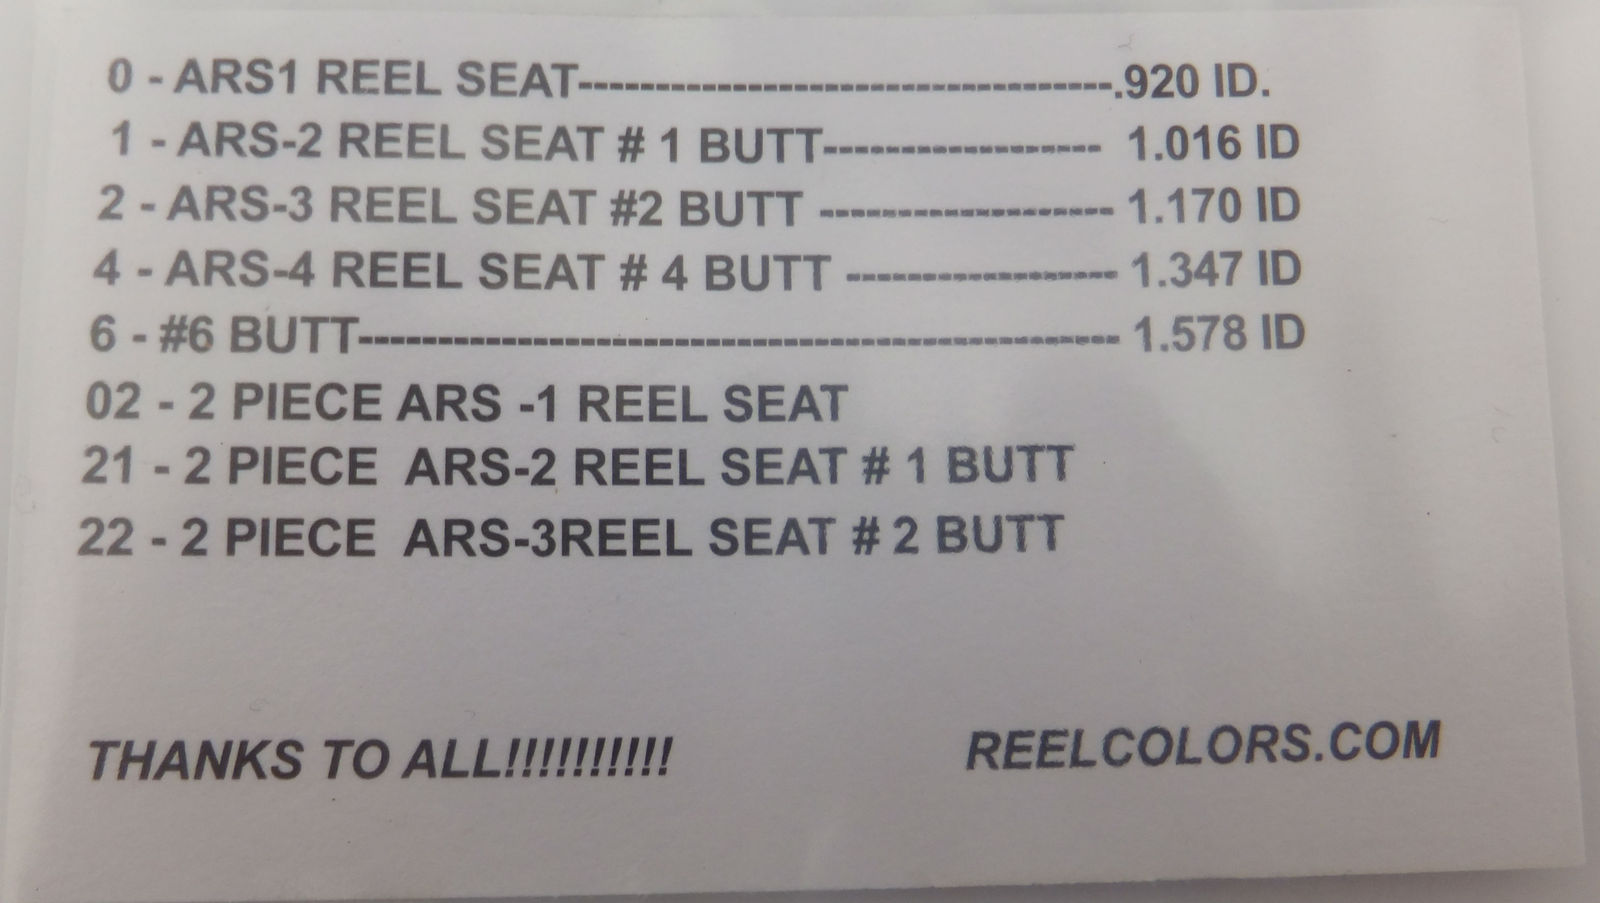 0 - ARS1 REEL SEAT-----------------------------------.920 ID.
1 - ARS-2 REEL SEAT # 1 BUTT------------------- 1.016 ID
2 - ARS-3 REEL SEAT #2 BUTT -------------------- 1.170 ID
4 - ARS-4 REEL SEAT # 4 BUTT ------------------- 1.347 ID
6 - #6 BUTT--------------------------------------------------- 1.578 ID
02 - 2 PIECE ARS -1 REEL SEAT
21 - 2 PIECE  ARS-2 REEL SEAT # 1 BUTT
22 - 2 PIECE  ARS-3REEL SEAT # 2 BUTT
THANKS TO ALL!!!!!!!!!!
REELCOLORS.COM